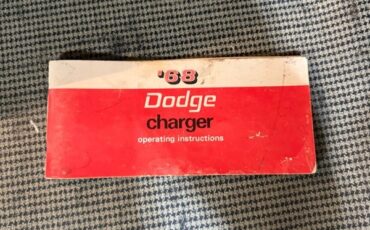 '68
Dodge
charger
operating instructions